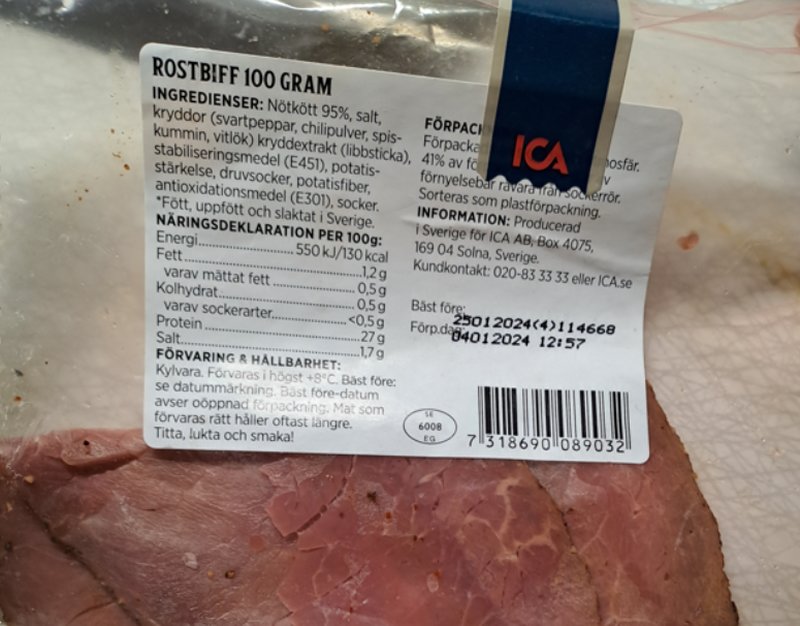 ROSTBIFF 100 GRAM
INGREDIENSER: Nötkött 95%, salt,
kryddor (svartpeppar, chilipulver, spis-
kummin, vitlök) kryddextrakt (libbsticka),
stabiliseringsmedel (E451), potatis-
stärkelse, druvsocker, potatisfiber,
antioxidationsmedel (E301), socker.
*Fött, uppfött och slaktat i Sverige.
NÄRINGSDEKLARATION PER 100g:
Energi..................... 550 kJ/130 kcal
Fett.....................1,2 g
varav mättat fett.....................0,5 g
Kolhydrat.....................0,5 g
varav sockerarter.....................<0,5 g
Protein.....................27 g
Salt.....................1,7 g
FÖRVARING & HÅLLBARHET:
Kylvara. Förvaras i högst +8°C. Bäst före:
se datummärkning. Bäst före-datum
avser oöppnad förpackning. Mat som
förvaras rätt håller oftast längre.
Titta, lukta och smaka!
ICA
41% av
förnyelsebar råvara från sockerrör.
Sorteras som plastförpackning.
INFORMATION: Producerad
i Sverige för ICA AB, Box 4075,
169 04 Solna, Sverige.
Kundkontakt: 020-83 33 33 eller ICA.se
Bäst före:
25012024(4)114668
Förp.dag:
04012024 12:57
SE
6008
EG
7 318690 089032